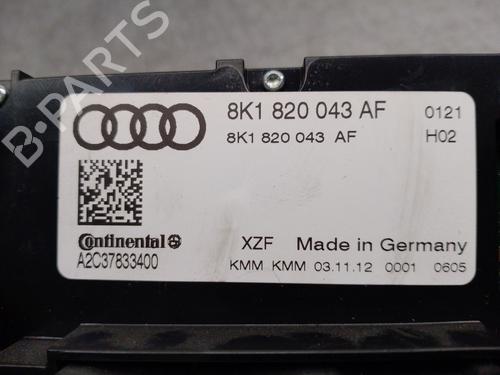 B-PARTS
8K1 820 043 AF 0121
8K1 820 043 AF H02
Continental
A2C37833400
XZF Made in Germany
KMM KMM 03.11.12 0001 0605